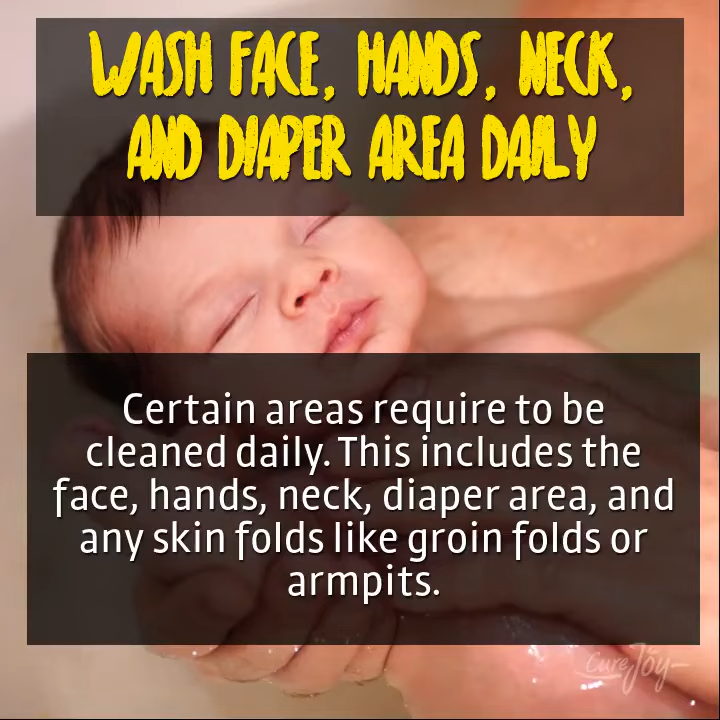 WASH FACE, HANDS, NECK,
AND DIAPER AREA DAILY
Certain areas require to be
cleaned daily. This includes the
face, hands, neck, diaper area, and
any skin folds like groin folds or
armpits.
CureJoy